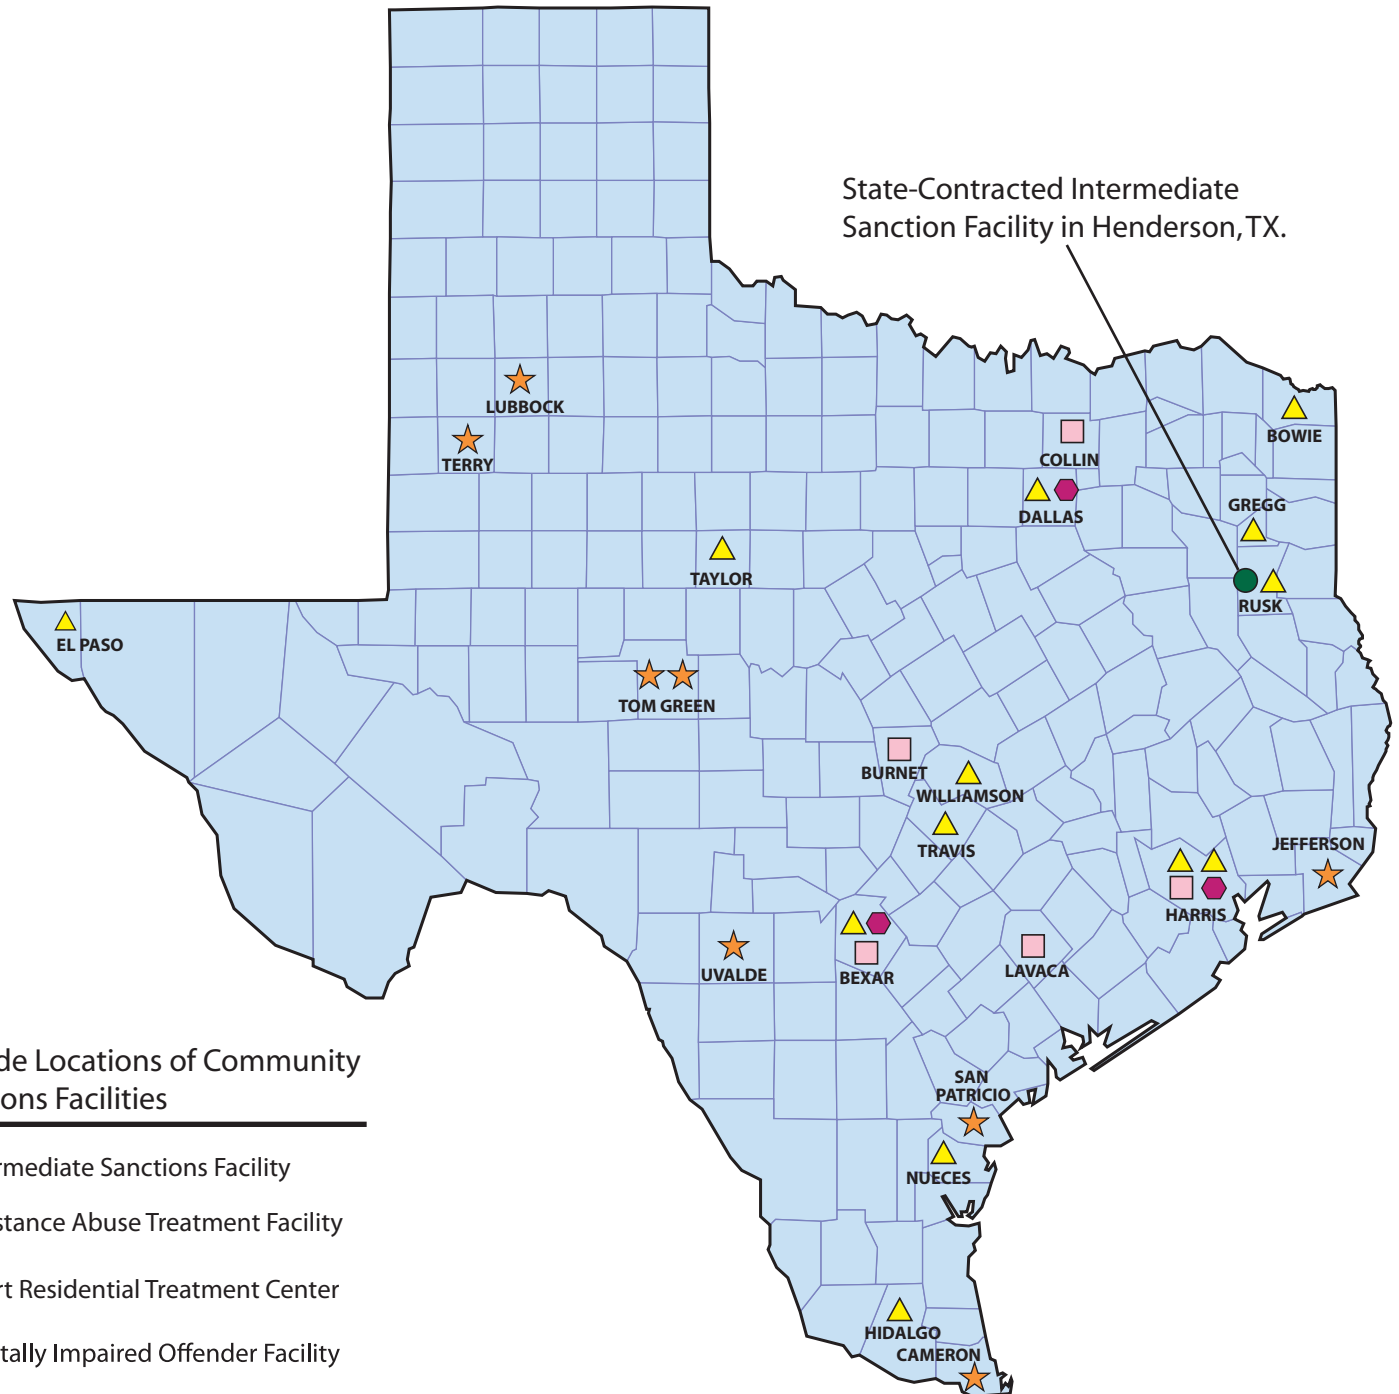 State-Contracted Intermediate
Sanction Facility in Henderson, TX.
LUBBOCK
TERRY
COLLIN
BOWIE
DALLAS
GREGG
TAYLOR
RUSK
EL PASO
TOM GREEN
BURNET
WILLIAMSON
TRAVIS
JEFFERSON
HARRIS
UVALDE
BEXAR
LAVACA
SAN
PATRICIO
NUECES
HIDALGO
CAMERON
de Locations of Community
ons Facilities
rmediate Sanctions Facility
stance Abuse Treatment Facility
rt Residential Treatment Center
tally Impaired Offender Facility